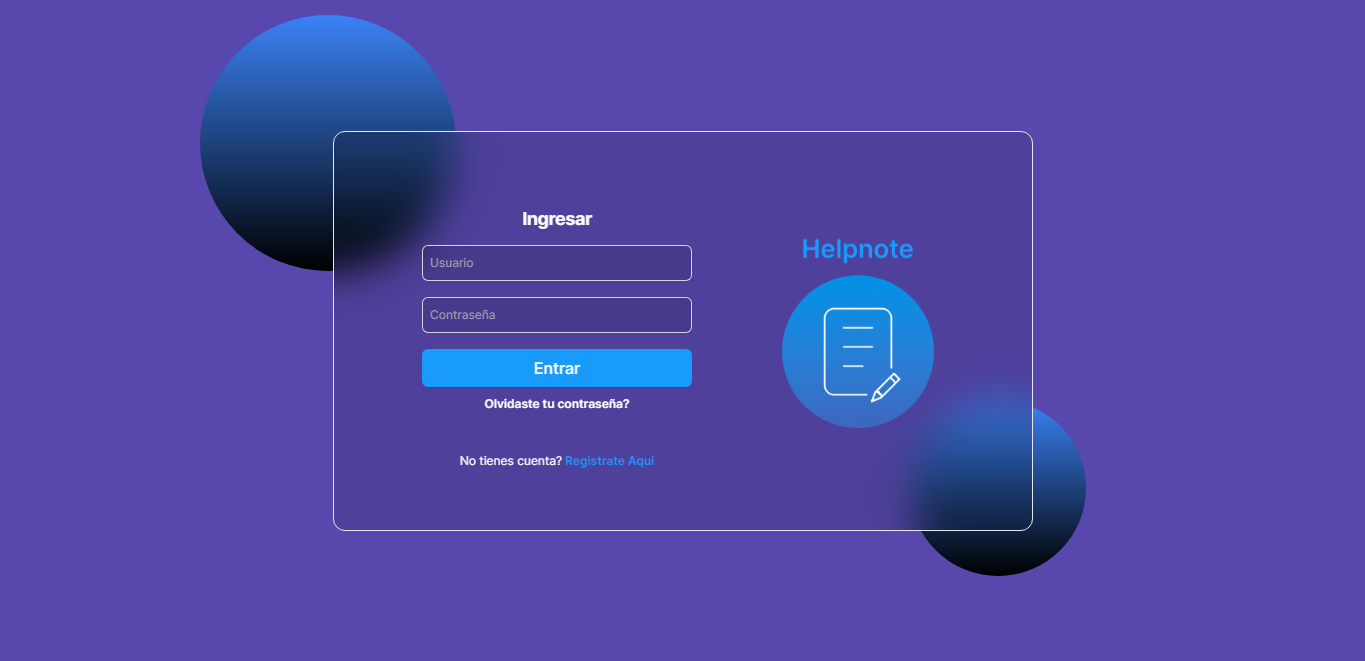 Ingresar
Usuario
Contraseña
Entrar
Olvidaste tu contraseña?
No tienes cuenta? Registrate Aqui
Helpnote